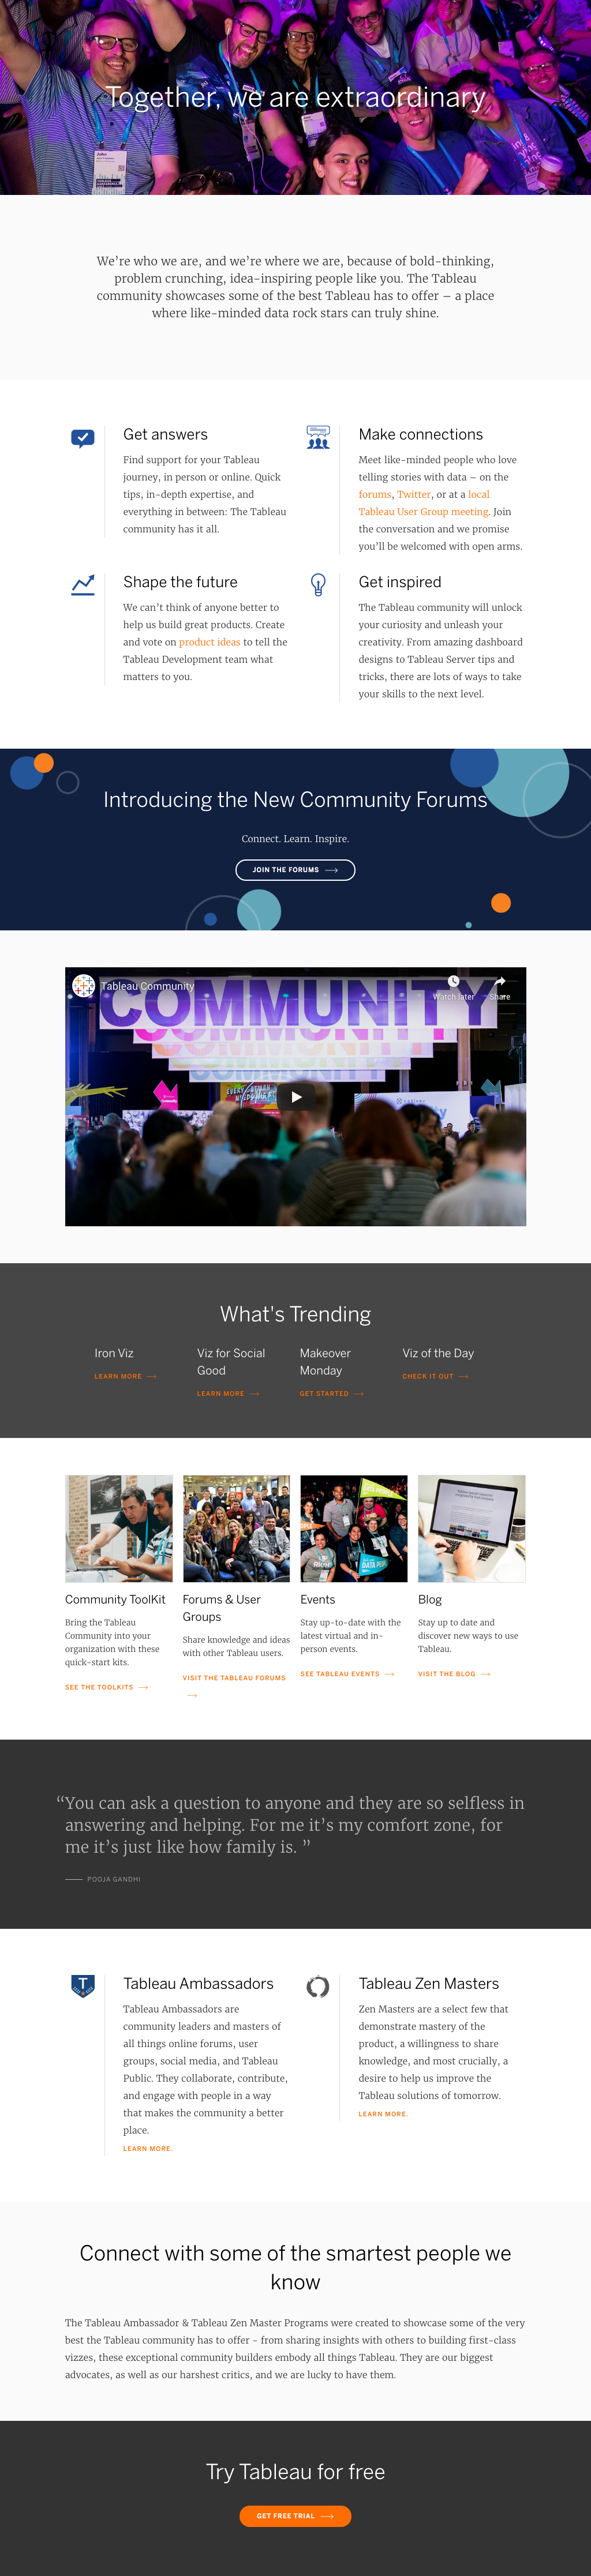 Together, we are extraordinary
We’re who we are, and we’re where we are, because of bold-thinking,
problem crunching, idea-inspiring people like you. The Tableau
community showcases some of the best Tableau has to offer – a place
where like-minded data rock stars can truly shine.
Get answers
Find support for your Tableau
journey, in person or online. Quick
tips, in-depth expertise, and
everything in between: The Tableau
community has it all.
Make connections
Meet like-minded people who love
telling stories with data – on the
forums, Twitter, or at a local
Tableau User Group meeting. Join
the conversation and we promise
you’ll be welcomed with open arms.
Shape the future
We can’t think of anyone better to
help us build great products. Create
and vote on product ideas to tell the
Tableau Development team what
matters to you.
Get inspired
The Tableau community will unlock
your curiosity and unleash your
creativity. From amazing dashboard
designs to Tableau Server tips and
tricks, there are lots of ways to take
your skills to the next level.
Introducing the New Community Forums
Connect. Learn. Inspire.
JOIN THE FORUMS
Tableau Community
Watch later
Share
COMMUNITY
What's Trending
Iron Viz
LEARN MORE
Viz for Social
Good
LEARN MORE
Makeover
Monday
GET STARTED
Viz of the Day
CHECK IT OUT
Community ToolKit
Bring the Tableau
Community into your
organization with these
quick-start kits.
SEE THE TOOLKITS
Forums & User
Groups
Share knowledge and ideas
with other Tableau users.
VISIT THE TABLEAU FORUMS
Events
Stay up-to-date with the
latest virtual and in-
person events.
SEE TABLEAU EVENTS
Blog
Stay up to date and
discover new ways to use
Tableau.
VISIT THE BLOG
“You can ask a question to anyone and they are so selfless in
answering and helping. For me it’s my comfort zone, for
me it’s just like how family is. ”
POOJA GANDHI
Tableau Ambassadors
Tableau Ambassadors are
community leaders and masters of
all things online forums, user
groups, social media, and Tableau
Public. They collaborate, contribute,
and engage with people in a way
that makes the community a better
place.
LEARN MORE.
Tableau Zen Masters
Zen Masters are a select few that
demonstrate mastery of the
product, a willingness to share
knowledge, and most crucially, a
desire to help us improve the
Tableau solutions of tomorrow.
LEARN MORE.
Connect with some of the smartest people we
know
The Tableau Ambassador & Tableau Zen Master Programs were created to showcase some of the very
best the Tableau community has to offer - from sharing insights with others to building first-class
vizzes, these exceptional community builders embody all things Tableau. They are our biggest
advocates, as well as our harshest critics, and we are lucky to have them.
Try Tableau for free
GET FREE TRIAL